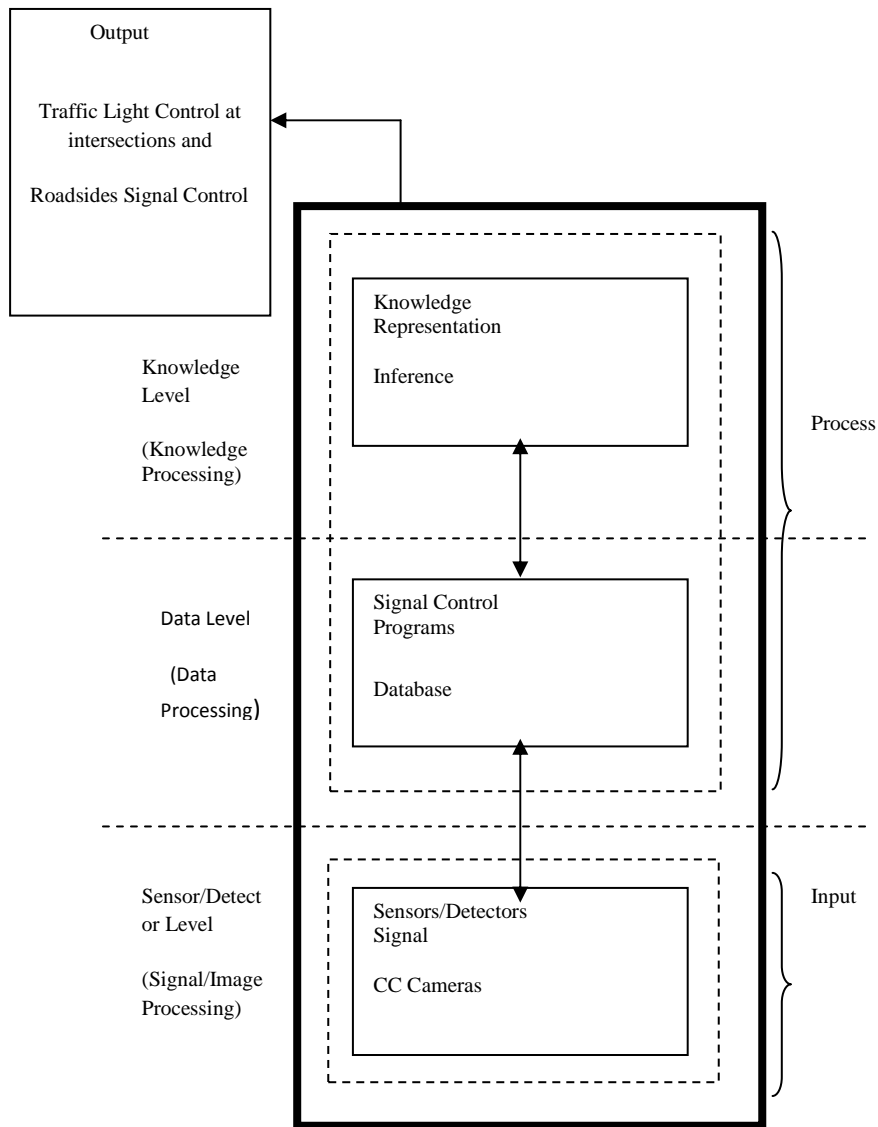 Output
Traffic Light Control at
intersections and
Roadsides Signal Control
Knowledge
Representation
Inference
Knowledge
Level
(Knowledge
Processing)
Process
Signal Control
Programs
Database
Data Level
(Data
Processing)
Sensor/Detect
or Level
(Signal/Image
Processing)
Sensors/Detectors
Signal
CC Cameras
Input